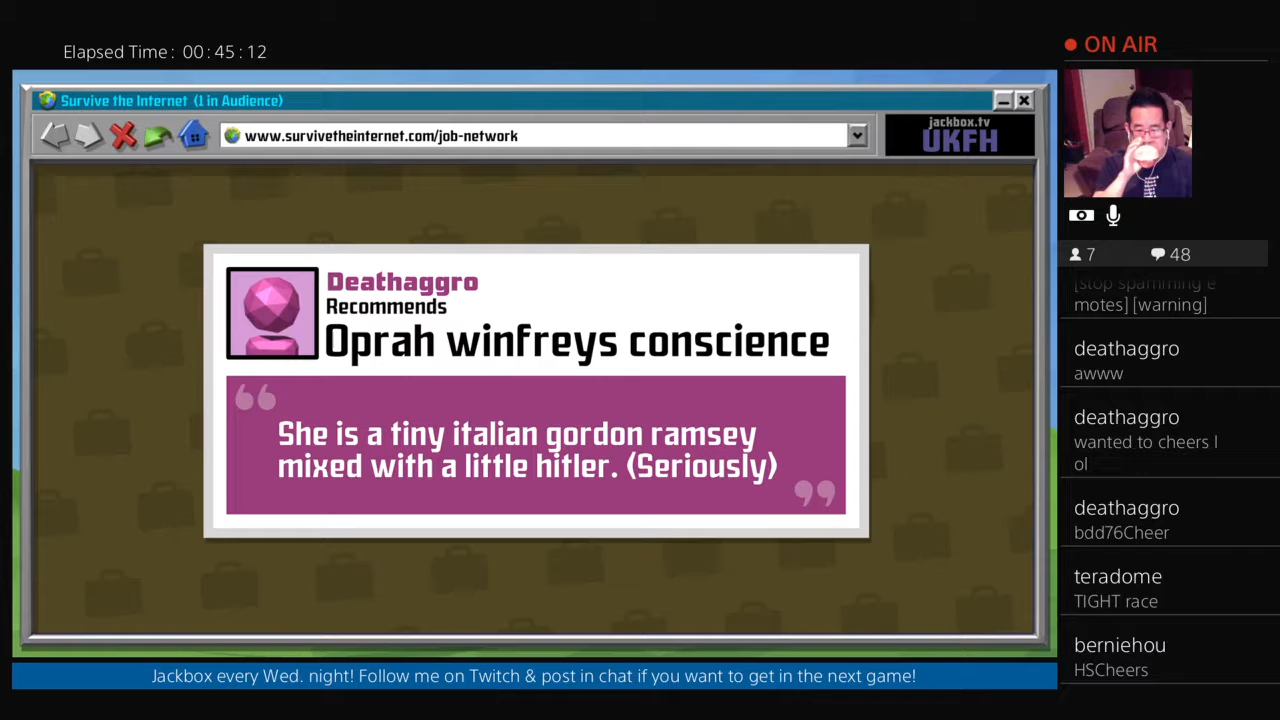 Elapsed Time: 00:45:12
ON AIR
Survive the Internet (1 in Audience)
www.survivetheinternet.com/job-network
jackbox.tv
UKFH
7
48
Deathaggro
Recommends
Oprah winfreys conscience
She is a tiny italian gordon ramsey
mixed with a little hitler. (Seriously)
[stop spamming e
motes] [warning]
deathaggro
awww
deathaggro
wanted to cheers l
ol
deathaggro
bdd76Cheer
teradome
TIGHT race
berniehou
HSCheers
Jackbox every Wed. night! Follow me on Twitch & post in chat if you want to get in the next game!